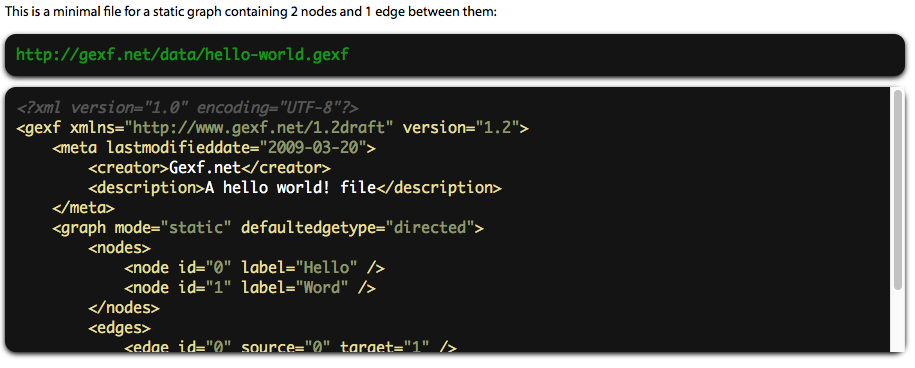 This is a minimal file for a static graph containing 2 nodes and 1 edge between them:
http://gexf.net/data/hello-world.gexf
<?xml version="1.0" encoding="UTF-8"?>
<gexf xmlns="http://www.gexf.net/1.2draft" version="1.2">
    <meta lastmodifieddate="2009-03-20">
        <creator>Gexf.net</creator>
        <description>A hello world! file</description>
    </meta>
    <graph mode="static" defaultedgetype="directed">
        <nodes>
            <node id="0" label="Hello" />
            <node id="1" label="Word" />
        </nodes>
        <edges>
            <edge id="0" source="0" target="1" />